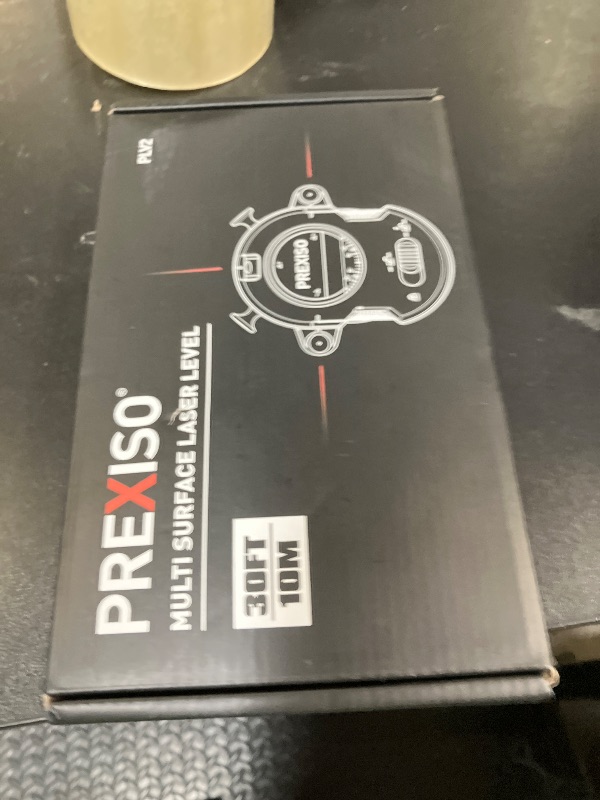 PREXISO®
MULTI SURFACE LASER LEVEL
30FT
10M
PLV2
PREXISO